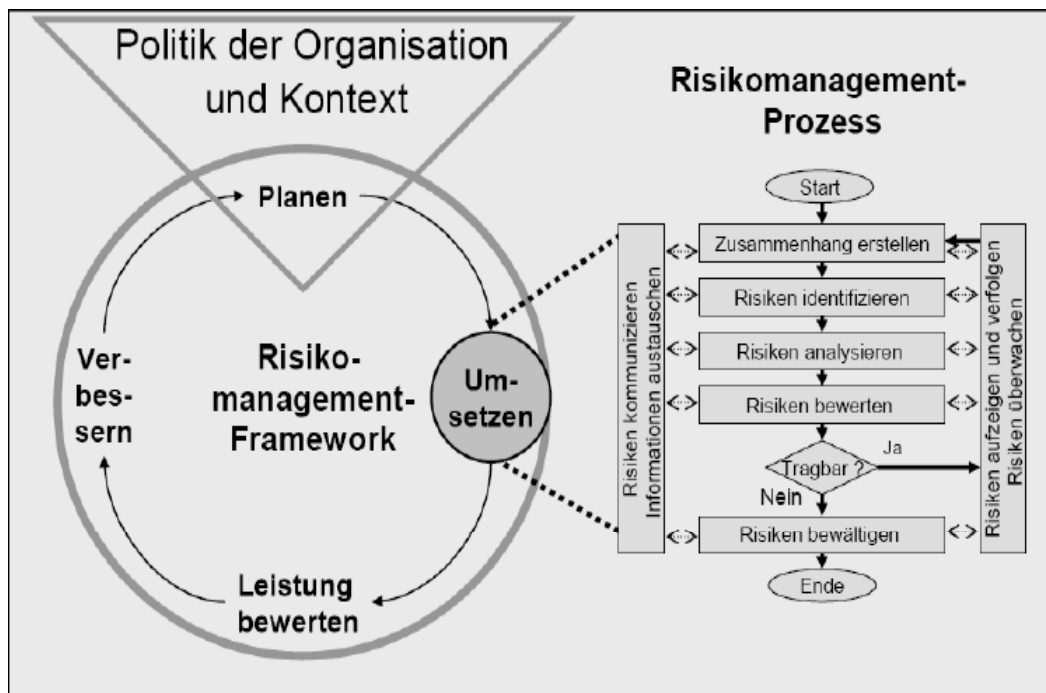 Politik der Organisation
und Kontext
Planen
Ver-
bes-
sern
Risiko-
management-
Framework
Um-
setzen
Leistung
bewerten
Risikomanagement-
Prozess
Start
Zusammenhang erstellen
Risiken identifizieren
Risiken analysieren
Risiken bewerten
Tragbar ?
Ja
Nein
Risiken bewältigen
Ende
Risiken kommunizieren
Informationen austauschen
Risiken aufzeigen und verfolgen
Risiken überwachen